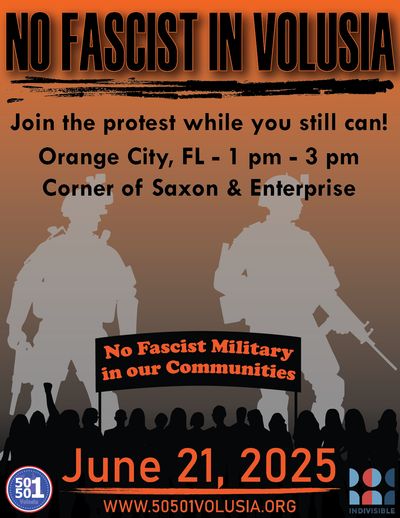 NO FASCIST IN VOLUSIA
Join the protest while you still can!
Orange City, FL - 1 pm - 3 pm
Corner of Saxon & Enterprise
No Fascist Military
in our Communities
50
50
1
Volusia
June 21, 2025
INDIVISIBLE
WWW.50501VOLUSIA.ORG